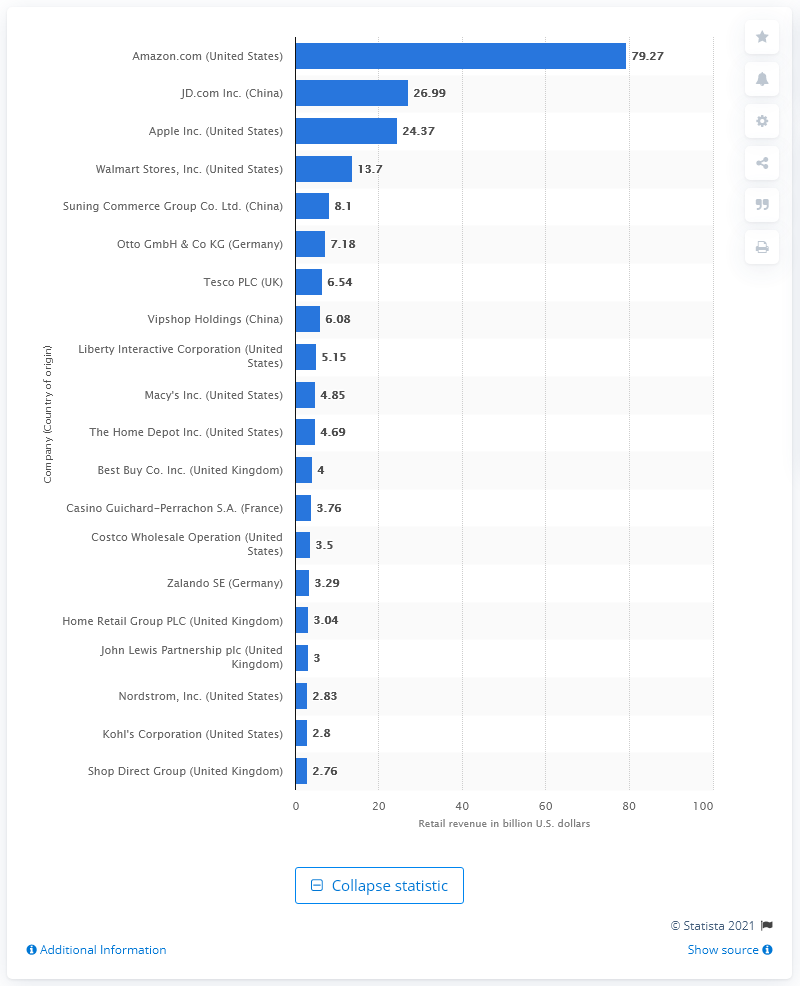 Amazon.com (United States) 79.27
JD.com Inc. (China) 26.99
Apple Inc. (United States) 24.37
Walmart Stores, Inc. (United States) 13.7
Suning Commerce Group Co. Ltd. (China) 8.1
Otto GmbH & Co KG (Germany) 7.18
Tesco PLC (UK) 6.54
Vipshop Holdings (China) 6.08
Liberty Interactive Corporation (United
States) 5.15
Macy's Inc. (United States) 4.85
The Home Depot Inc. (United States) 4.69
Best Buy Co. Inc. (United Kingdom) 4
Casino Guichard-Perrachon S.A. (France) 3.76
Costco Wholesale Operation (United
States) 3.5
Zalando SE (Germany) 3.29
Home Retail Group PLC (United Kingdom) 3.04
John Lewis Partnership plc (United
Kingdom) 3
Nordstrom, Inc. (United States) 2.83
Kohl's Corporation (United States) 2.8
Shop Direct Group (United Kingdom) 2.76
Company (Country of origin)
0 20 40 60 80 100
Retail revenue in billion U.S. dollars
Collapse statistic
© Statista 2021
Additional Information
Show source